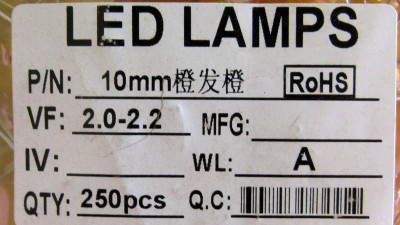 LED LAMPS
P/N: 10mm橙发橙 RoHS
VF: 2.0-2.2 MFG:
IV: WL: A
QTY: 250pcs Q.C: